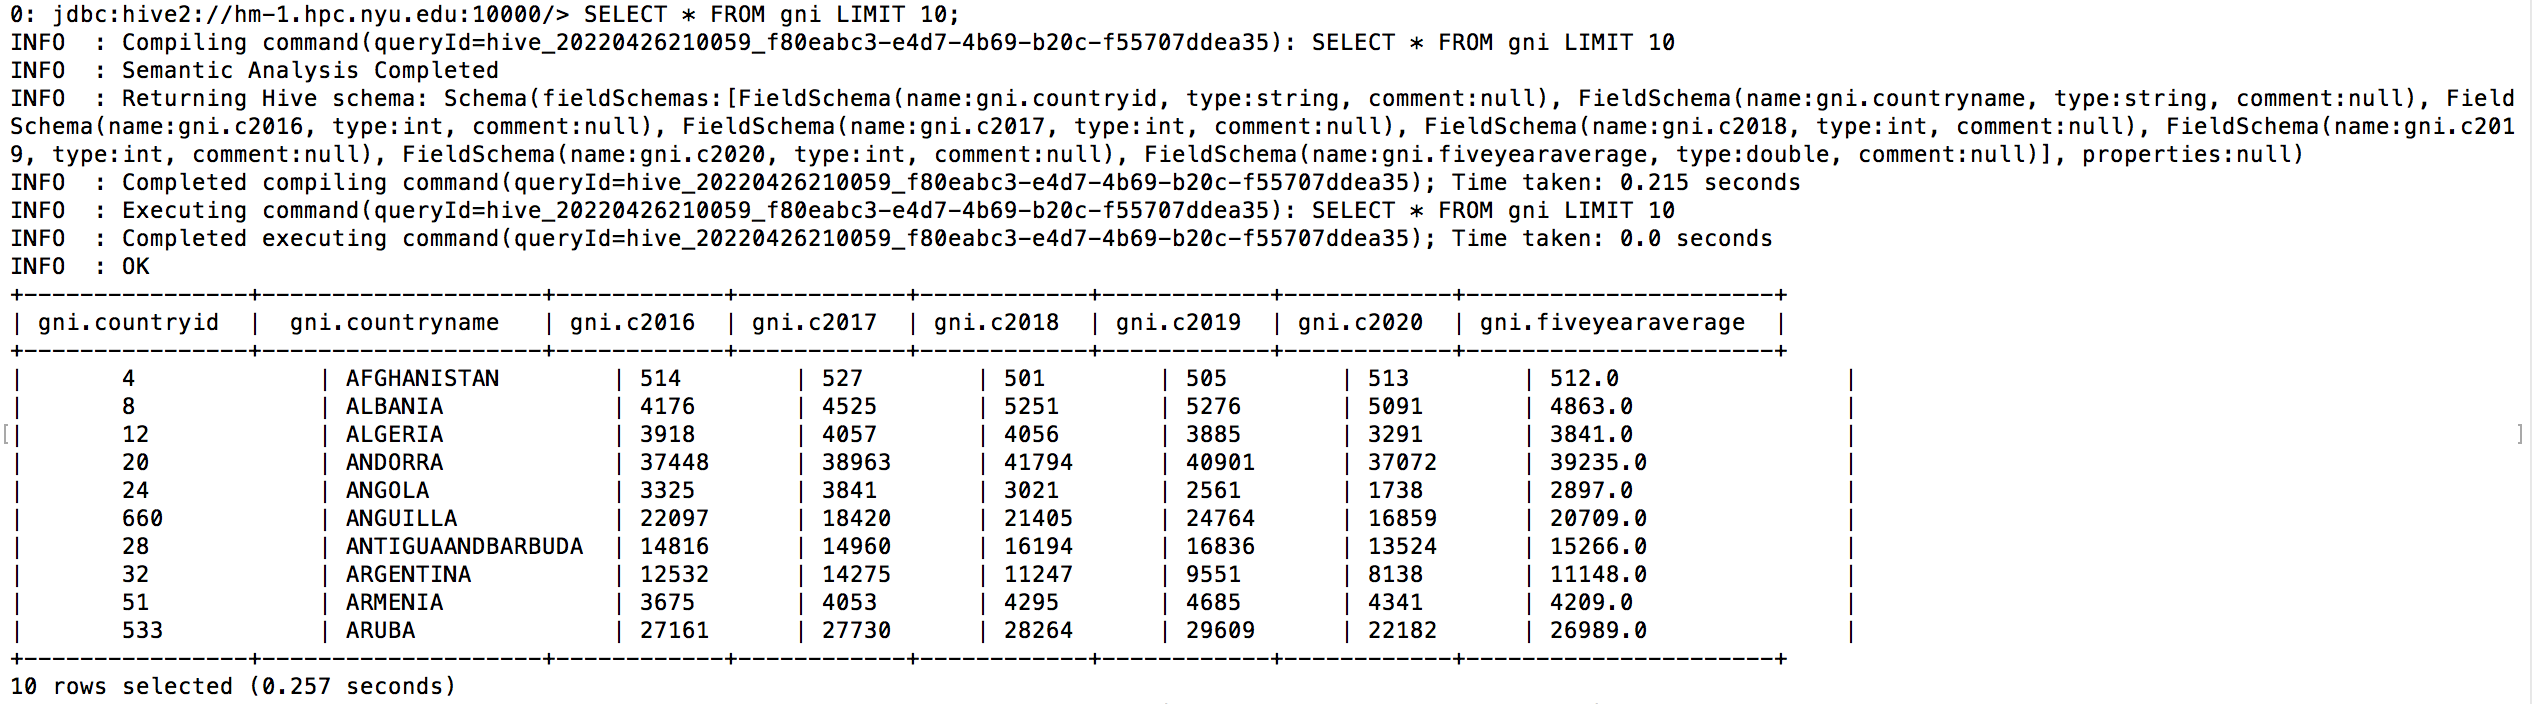 0: jdbc:hive2://hm-1.hpc.nyu.edu:10000/> SELECT * FROM gni LIMIT 10;
INFO  : Compiling command(queryId=hive_20220426210059_f80eabc3-e4d7-4b69-b20c-f55707ddea35): SELECT * FROM gni LIMIT 10
INFO  : Semantic Analysis Completed
INFO  : Returning Hive schema: Schema(fieldSchemas:[FieldSchema(name:gni.countryid, type:string, comment:null), FieldSchema(name:gni.countryname, type:string, comment:null), Field
Schema(name:gni.c2016, type:int, comment:null), FieldSchema(name:gni.c2017, type:int, comment:null), FieldSchema(name:gni.c2018, type:int, comment:null), FieldSchema(name:gni.c201
9, type:int, comment:null), FieldSchema(name:gni.c2020, type:int, comment:null), FieldSchema(name:gni.fiveyearaverage, type:double, comment:null)], properties:null)
INFO  : Completed compiling command(queryId=hive_20220426210059_f80eabc3-e4d7-4b69-b20c-f55707ddea35); Time taken: 0.215 seconds
INFO  : Executing command(queryId=hive_20220426210059_f80eabc3-e4d7-4b69-b20c-f55707ddea35): SELECT * FROM gni LIMIT 10
INFO  : Completed executing command(queryId=hive_20220426210059_f80eabc3-e4d7-4b69-b20c-f55707ddea35); Time taken: 0.0 seconds
INFO  : OK
+----------------+--------------------+------------+------------+------------+------------+------------+----------------------+
| gni.countryid  |  gni.countryname   | gni.c2016  | gni.c2017  | gni.c2018  | gni.c2019  | gni.c2020  | gni.fiveyearaverage  |
+----------------+--------------------+------------+------------+------------+------------+------------+----------------------+
|       4             | AFGHANISTAN        | 514        | 527        | 501        | 505        | 513        | 512.0                |
|       8             | ALBANIA            | 4176       | 4525       | 5251       | 5276       | 5091       | 4863.0               |
|       12            | ALGERIA            | 3918       | 4057       | 4056       | 3885       | 3291       | 3841.0               |
|       20            | ANDORRA            | 37448      | 38963      | 41794      | 40901      | 37072      | 39235.0              |
|       24            | ANGOLA             | 3325       | 3841       | 3021       | 2561       | 1738       | 2897.0               |
|       660           | ANGUILLA           | 22097      | 18420      | 21405      | 24764      | 16859      | 20709.0              |
|       28            | ANTIGUAANDBARBUDA  | 14816      | 14960      | 16194      | 16836      | 13524      | 15266.0              |
|       32            | ARGENTINA          | 12532      | 14275      | 11247      | 9551       | 8138       | 11148.0              |
|       51            | ARMENIA            | 3675       | 4053       | 4295       | 4685       | 4341       | 4209.0               |
|       533           | ARUBA              | 27161      | 27730      | 28264      | 29609      | 22182      | 26989.0              |
+----------------+--------------------+------------+------------+------------+------------+------------+----------------------+
10 rows selected (0.257 seconds)